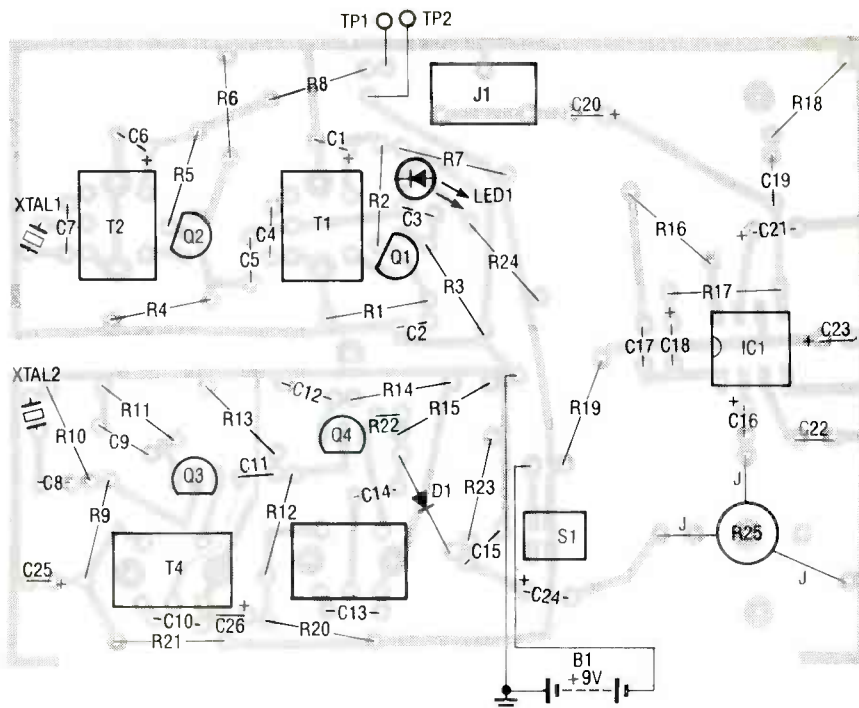 TP1 TP2
R6
R8
J1
C20 +
R18
C6
+
R5
C1
+
R7
C19
+
XTAL1
C7
T2
Q2
C4
C5
T1
R2
LED1
C3
Q1
R3
R24
R16
+ C21
R4
R1
C2
R17
+
C17
C18
IC1
+ C23
XTAL2
R10
R11
C9
R13
C12
R14
R22
R15
Q4
R19
+
C16
C22
C8
Q3
C11
C14
D1
R23
J
R9
R12
C15
S1
J
R25
J
C25 +
T4
+
C24
C10
+
C26
C13
R21
R20
B1
+9V